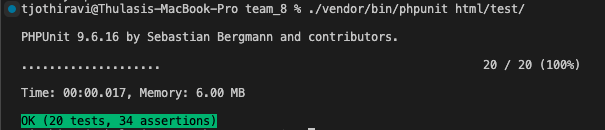 tjothiravi@Thulasis-MacBook-Pro team_8 % ./vendor/bin/phpunit html/test/
PHPUnit 9.6.16 by Sebastian Bergmann and contributors.
.................... 20 / 20 (100%)
Time: 00:00.017, Memory: 6.00 MB
OK (20 tests, 34 assertions)